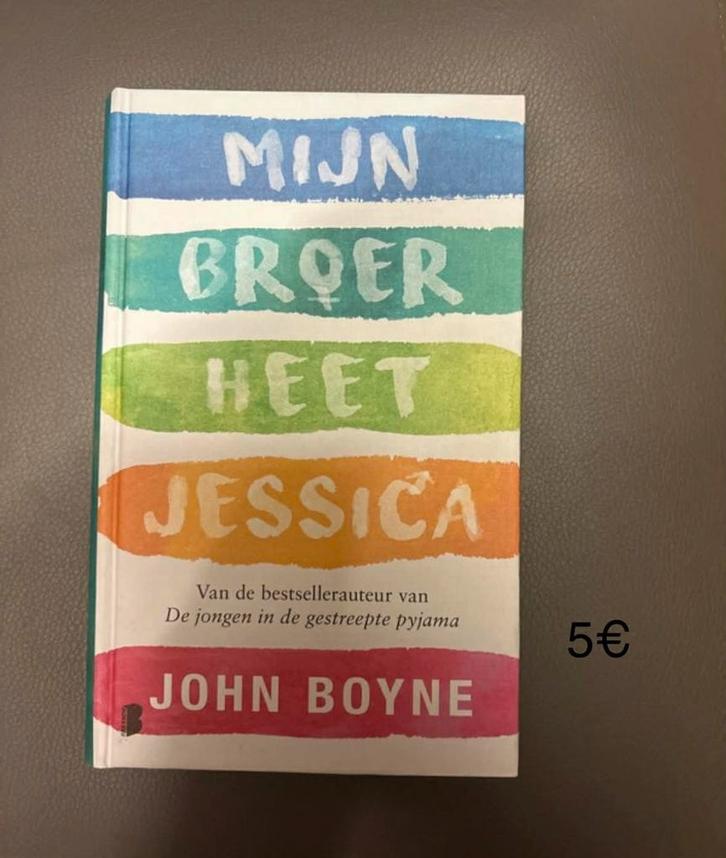 MIJN
BROER
HEET
JESSICA
Van de bestsellerauteur van
De jongen in de gestreepte pyjama
5€
JOHN BOYNE
B